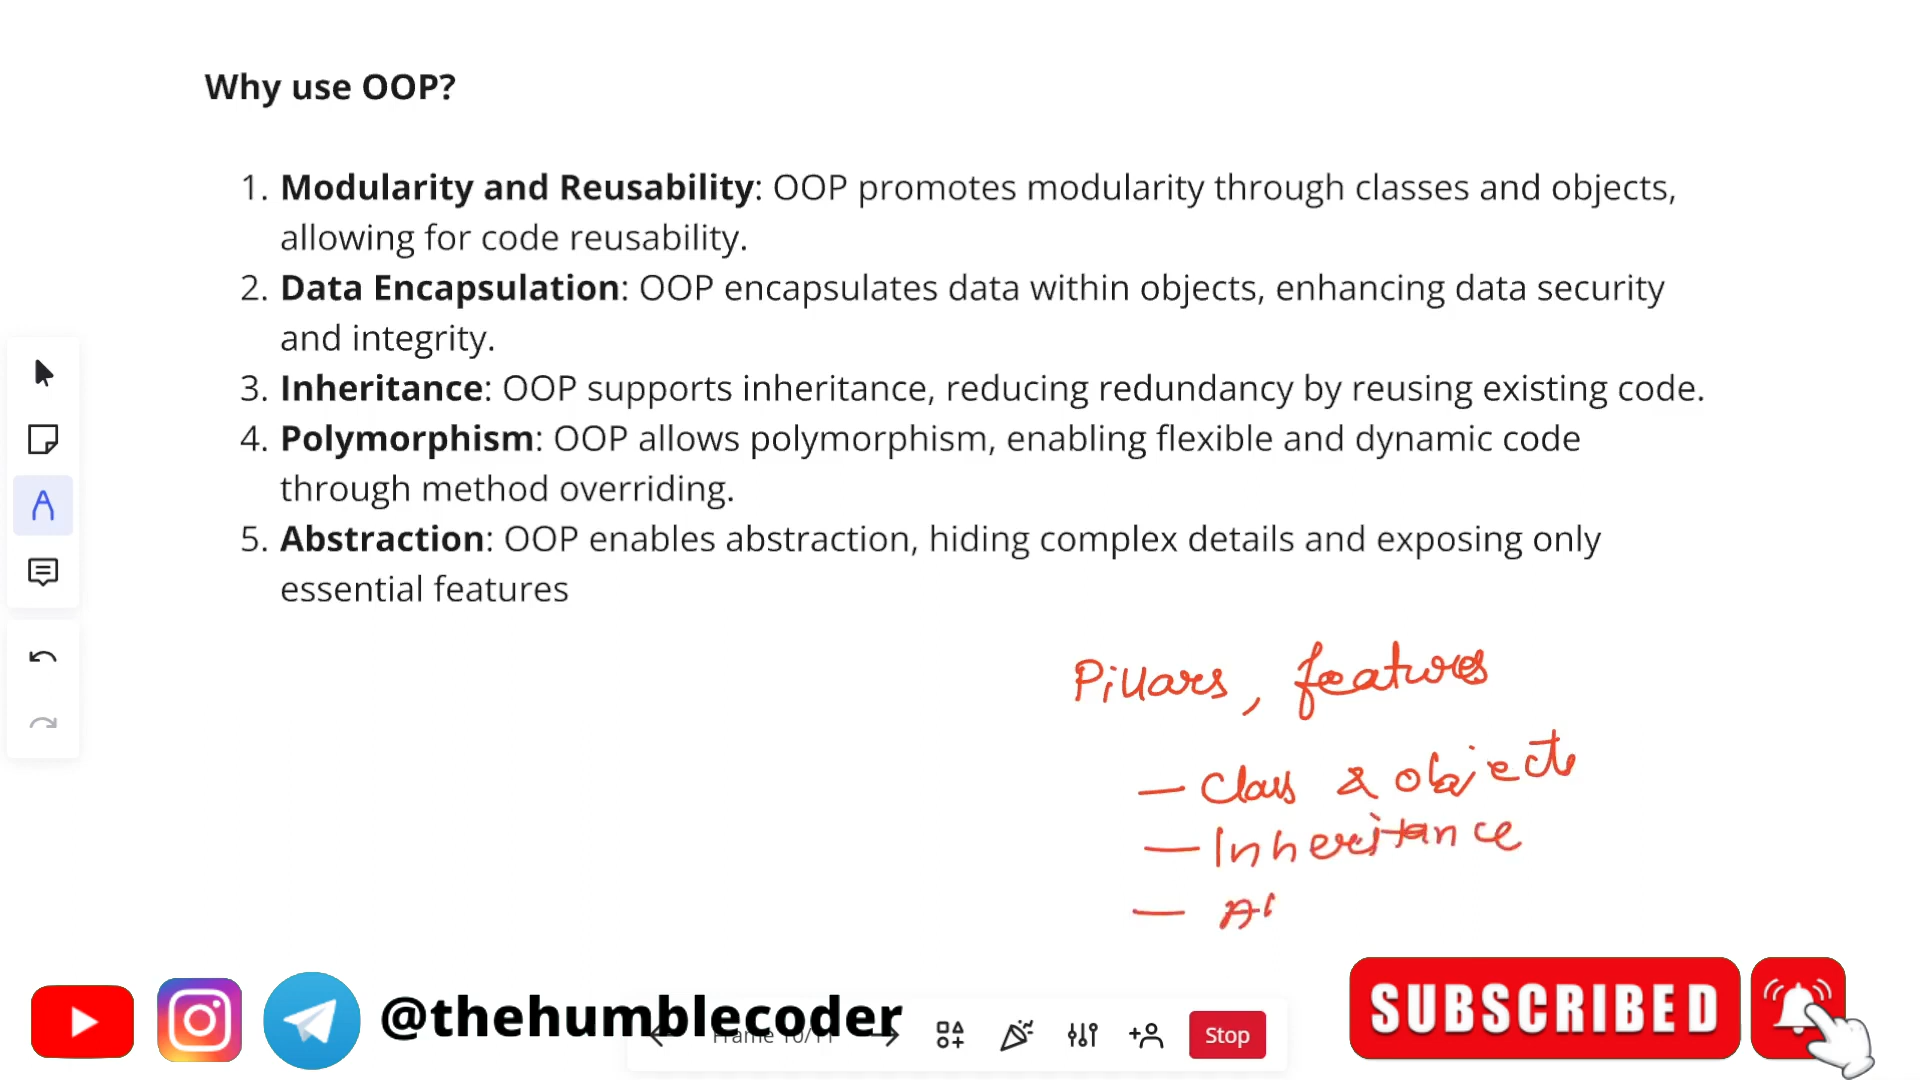 Why use OOP?
1. Modularity and Reusability: OOP promotes modularity through classes and objects,
allowing for code reusability.
2. Data Encapsulation: OOP encapsulates data within objects, enhancing data security
and integrity.
3. Inheritance: OOP supports inheritance, reducing redundancy by reusing existing code.
4. Polymorphism: OOP allows polymorphism, enabling flexible and dynamic code
through method overriding.
5. Abstraction: OOP enables abstraction, hiding complex details and exposing only
essential features
Pillars, features
— Class & objects
— Inheritance
— A
@thehumblecoder
Frame 10/11
Stop
SUBSCRIBED